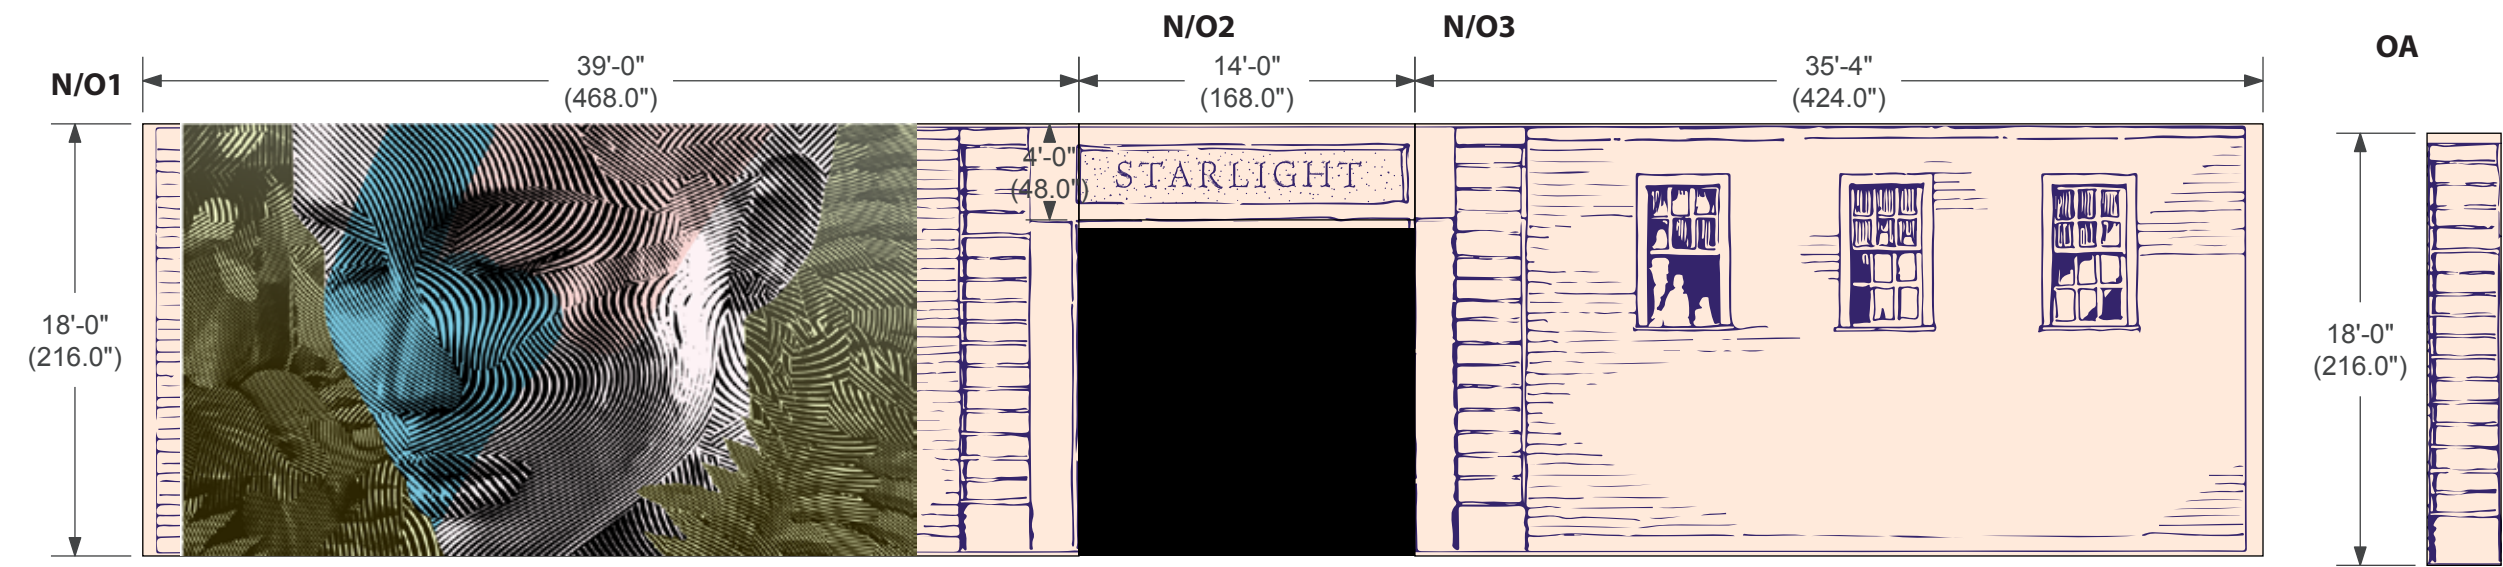 N/O1
39'-0"
(468.0")
N/O2
14'-0"
(168.0")
N/O3
35'-4"
(424.0")
OA
18'-0"
(216.0")
4'-0"
(48.0")
STARLIGHT
18'-0"
(216.0")